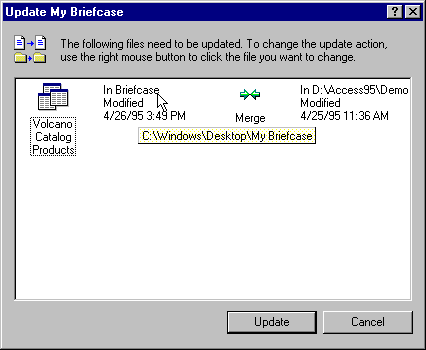 Update My Briefcase
The following files need to be updated. To change the update action,
use the right mouse button to click the file you want to change.
Volcano
Catalog
Products
In Briefcase
Modified
4/26/95 3:49 PM
Merge
In D:\Access95\Demo
Modified
4/25/95 11:36 AM
C:\Windows\Desktop\My Briefcase
Update
Cancel